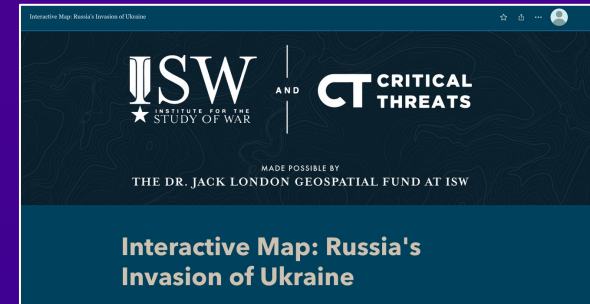 Interactive Map: Russia's Invasion of Ukraine
ISW
INSTITUTE FOR THE
STUDY OF WAR
AND
CT CRITICAL
THREATS
MADE POSSIBLE BY
THE DR. JACK LONDON GEOSPATIAL FUND AT ISW
Interactive Map: Russia's
Invasion of Ukraine